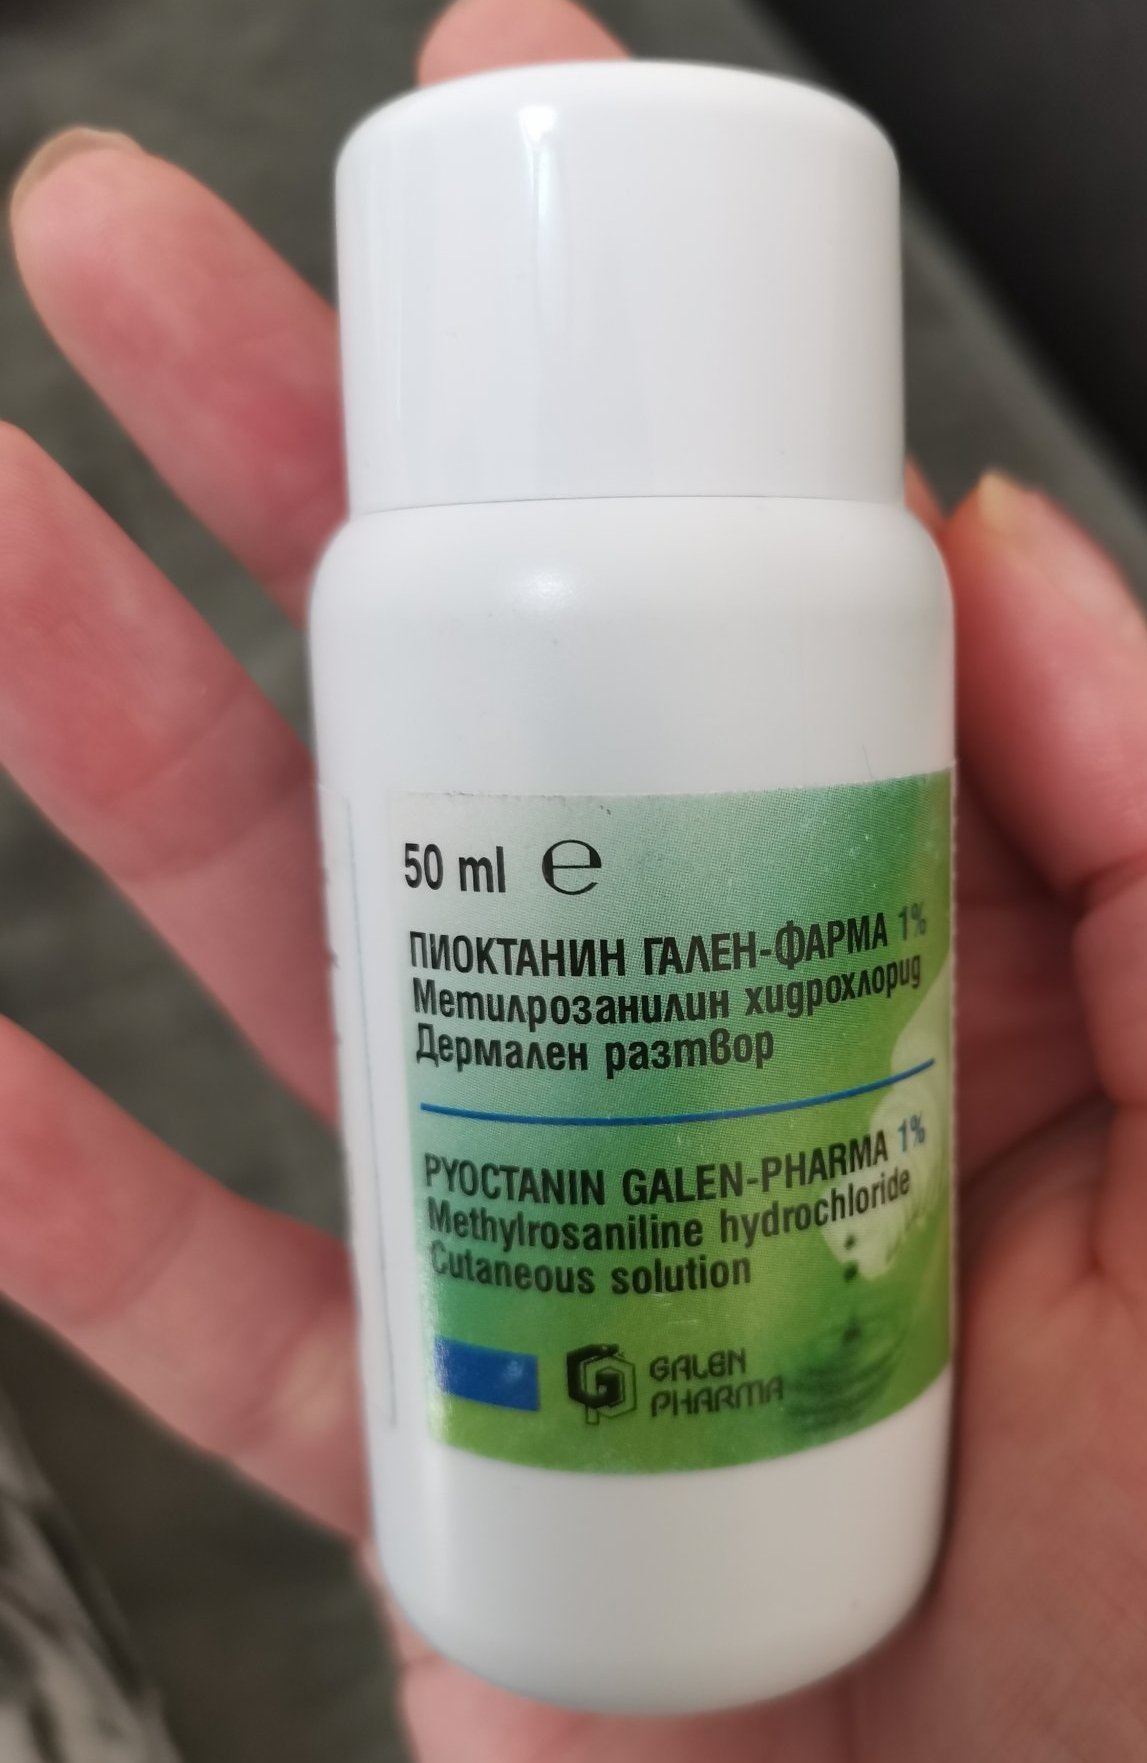 50 ml ℮
ПИОКТАНИН ГАЛЕН-ФАРМА 1%
Метилрозанилин хидрохлорид
Дермален разтвор
PYOCTANIN GALEN-PHARMA 1%
Methylrosaniline hydrochloride
Cutaneous solution
GALEN
PHARMA